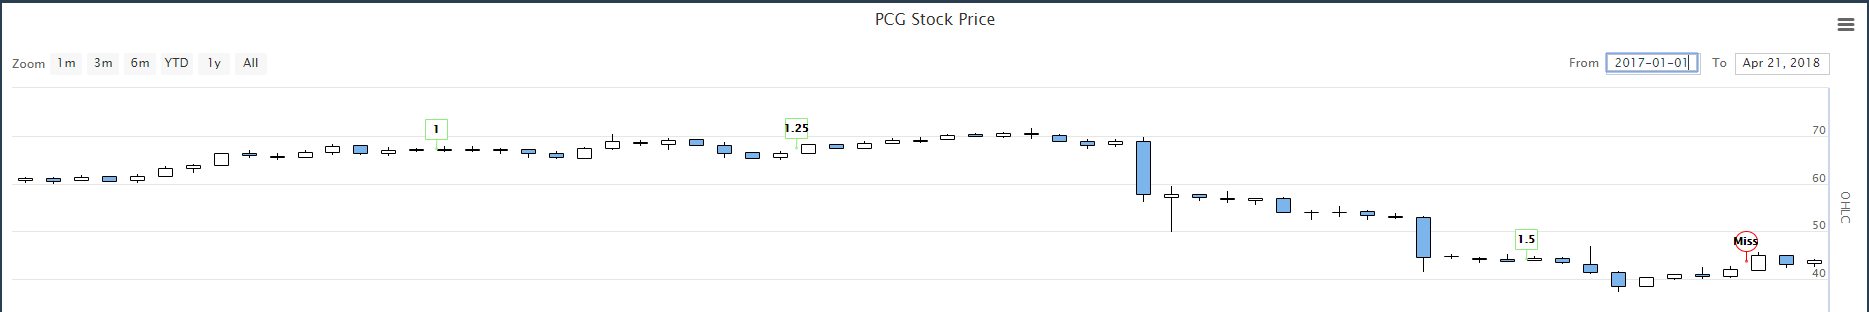 PCG Stock Price
Zoom 1m 3m 6m YTD 1y All From 2017-01-01 To Apr 21, 2018
70
1 1.25
60
50
OHLC
1.5 Miss
40